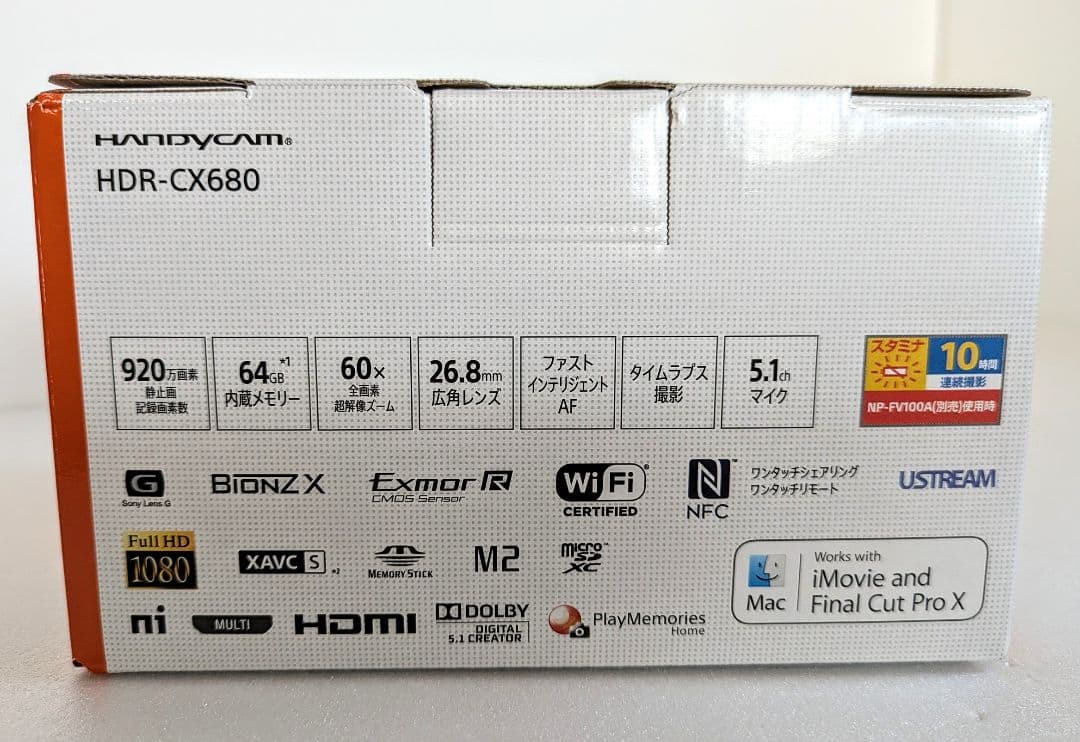 HANDYCAM®
HDR-CX680
920万画素
静止画
記録画素数
64GB *1
内蔵メモリー
60×
全画素
超解像ズーム
26.8mm
広角レンズ
ファスト
インテリジェント
AF
タイムラプス
撮影
5.1ch
マイク
スタミナ
10時間
連続撮影
NP-FV100A(別売)使用時
G
Sony Lens G
BIONZ X
Exmor R
CMOS Sensor
Wi Fi®
CERTIFIED
N™
NFC
ワンタッチシェアリング
ワンタッチリモート
USTREAM
Full HD
1080
XAVC S *2
MEMORY STICK
M2
micro™
SD
XC
Mac
Works with
iMovie and
Final Cut Pro X
ni
MULTI
HDMI
DOLBY
DIGITAL
5.1 CREATOR
PlayMemories
Home